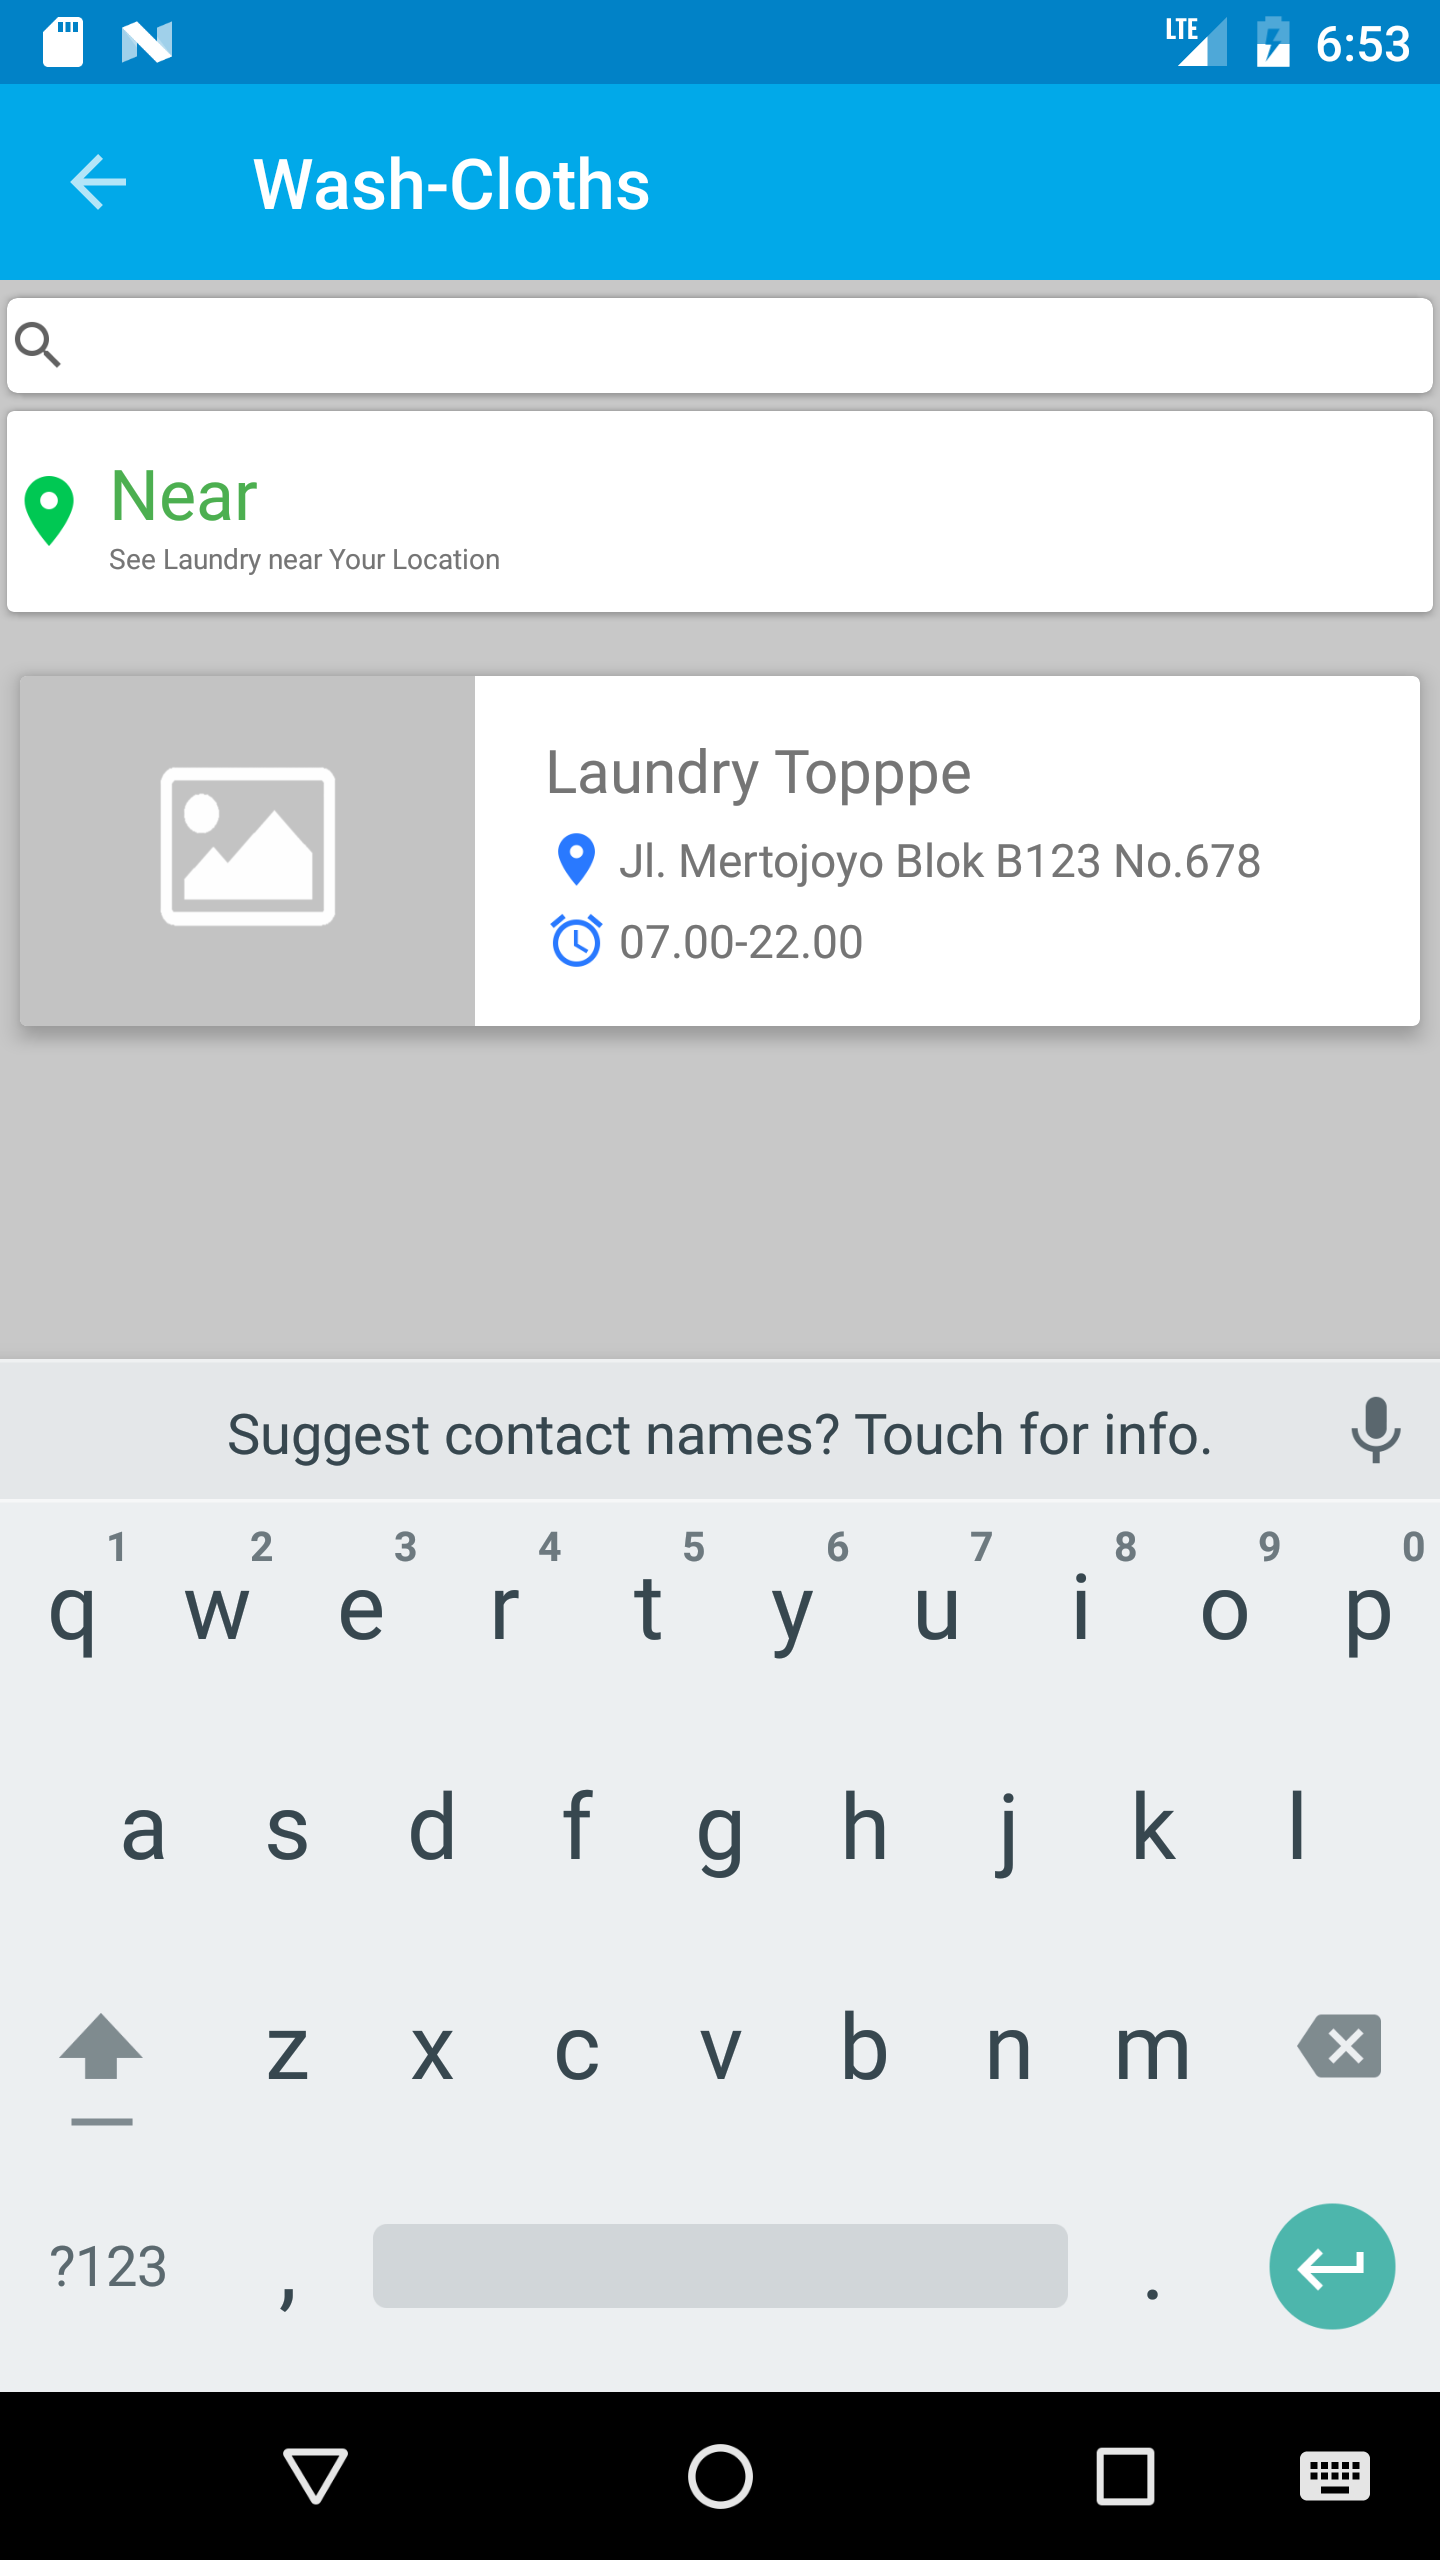 LTE 6:53
Wash-Cloths
Near
See Laundry near Your Location
Laundry Topppe
Jl. Mertojoyo Blok B123 No.678
07.00-22.00
Suggest contact names? Touch for info.
1 2 3 4 5 6 7 8 9 0
q w e r t y u i o p
a s d f g h j k l
z x c v b n m
?123 , .